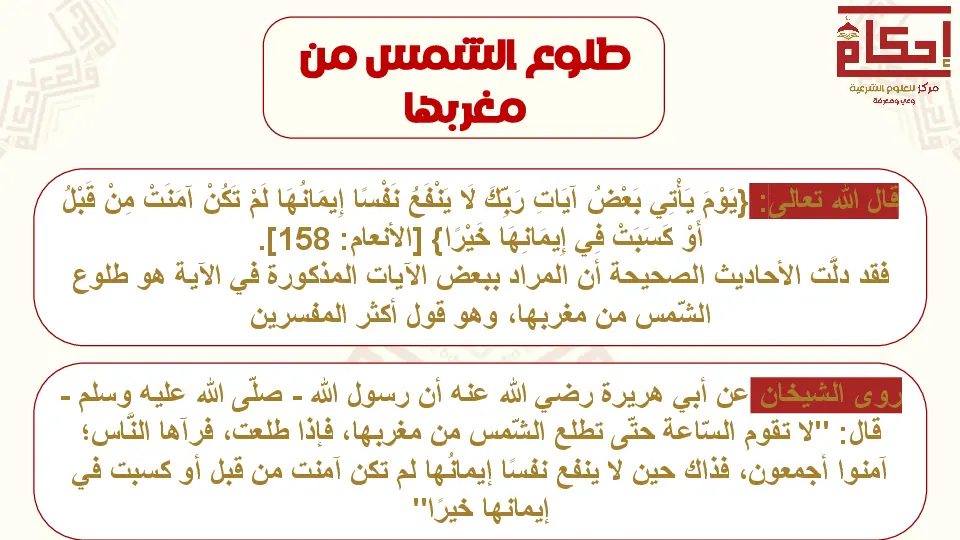 إحكام
مركز للعلوم الشرعية
وعي ومعرفة
طلوع الشمس من
مغربها
قال الله تعالى: {يَوْمَ يَأْتِي بَعْضُ آيَاتِ رَبِّكَ لَا يَنْفَعُ نَفْسًا إِيمَانُهَا لَمْ تَكُنْ آمَنَتْ مِنْ قَبْلُ
أَوْ كَسَبَتْ فِي إِيمَانِهَا خَيْرًا} [الأنعام: 158].
فقد دلَّت الأحاديث الصحيحة أن المراد ببعض الآيات المذكورة في الآية هو طلوع
الشّمس من مغربها، وهو قول أكثر المفسرين
روى الشيخان عن أبي هريرة رضي الله عنه أن رسول الله - صلّى الله عليه وسلم -
قال: "لا تقوم السّاعة حتّى تطلع الشّمس من مغربها، فإذا طلعت، فرآها النَّاس؛
آمنوا أجمعون، فذاك حين لا ينفع نفسًا إيمانُها لم تكن آمنت من قبل أو كسبت في
إيمانها خيرًا"